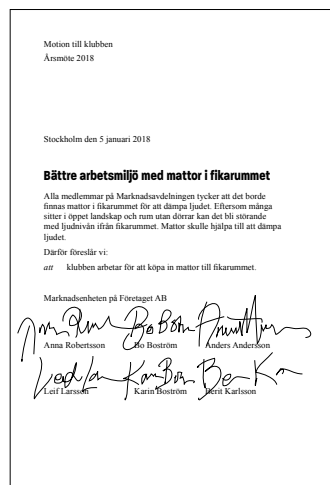 Motion till klubben
Årsmöte 2018
Stockholm den 5 januari 2018
Bättre arbetsmiljö med mattor i fikarummet
Alla medlemmar på Marknadsavdelningen tycker att det borde
finnas mattor i fikarummet för att dämpa ljudet. Eftersom många
sitter i öppet landskap och rum utan dörrar kan det bli störande
med ljudnivån ifrån fikarummet. Mattor skulle hjälpa till att dämpa
ljudet.
Därför föreslår vi:
att klubben arbetar för att köpa in mattor till fikarummet.
Marknadsenheten på Företaget AB
Anna Robertsson Bo Boström Anders Andersson
Leif Larsson Karin Boström Berit Karlsson